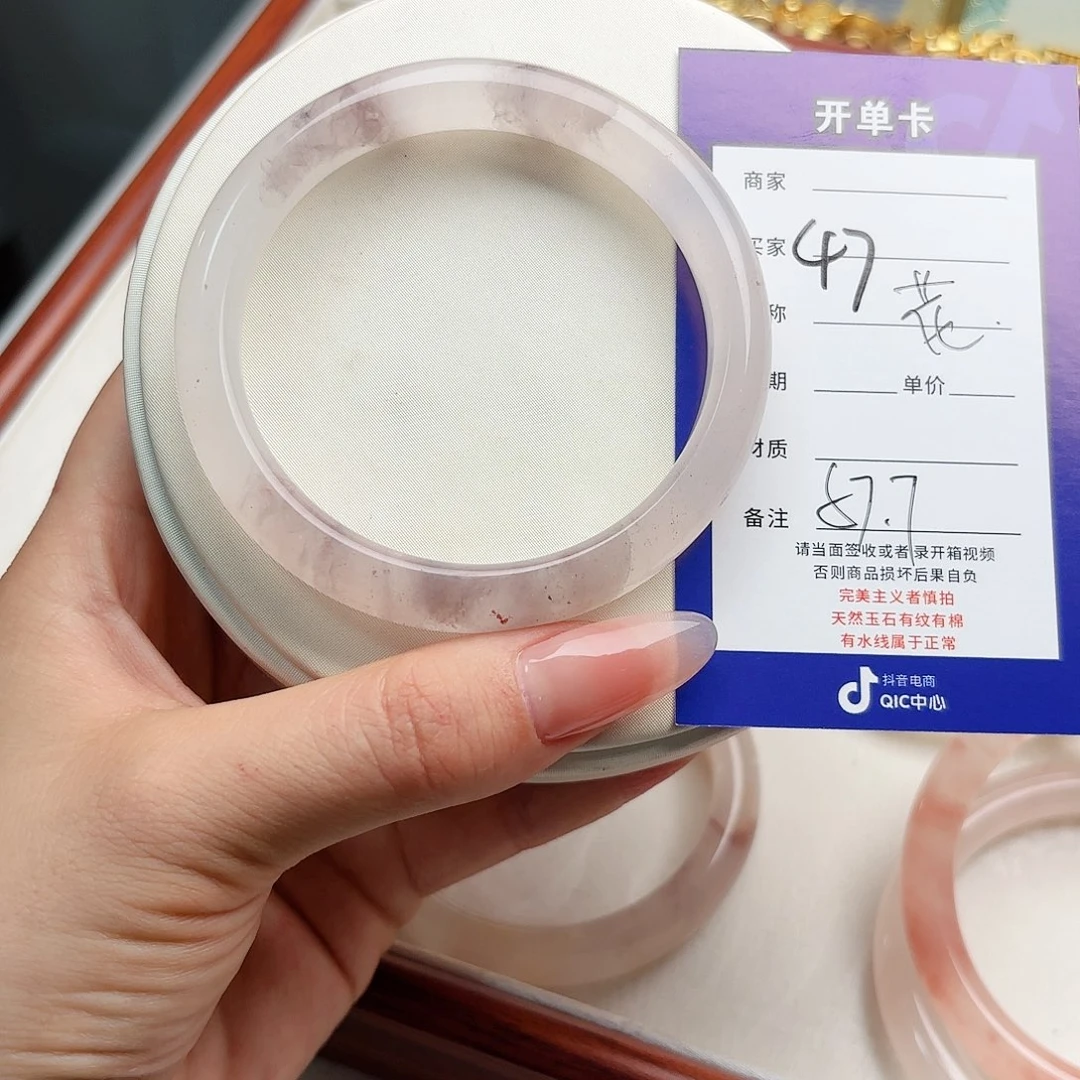 开单卡
商家
买家 47
称 花
期 单价
材质
备注 57.7
请当面签收或者录开箱视频
否则商品损坏后果自负
完美主义者慎拍
天然玉石有纹有棉
有水线属于正常
抖音电商
QIC中心